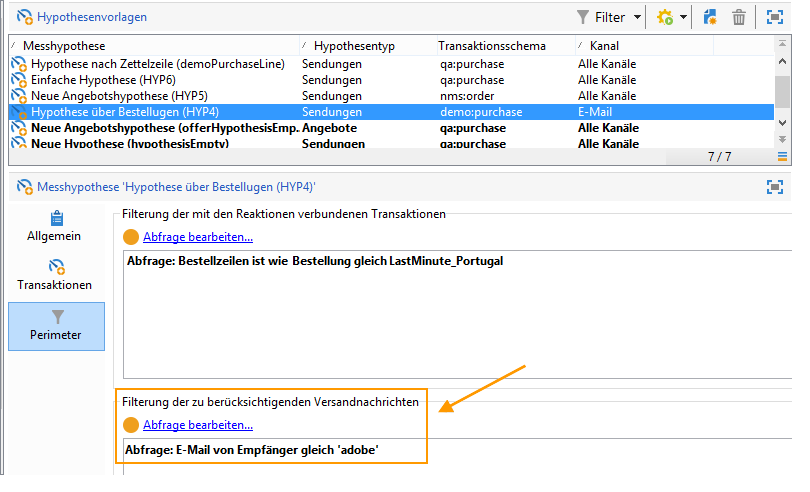 Hypothesenvorlagen
Filter
Messhypothese Hypothesentyp Transaktionsschema Kanal
Hypothese nach Zettelzeile (demoPurchaseLine) Sendungen qa:purchase Alle Kanäle
Einfache Hypothese (HYP6) Sendungen qa:purchase Alle Kanäle
Neue Angebotshypothese (HYP5) Sendungen nms:order Alle Kanäle
Hypothese über Bestellugen (HYP4) Sendungen demo:purchase E-Mail
Neue Angebotshypothese (offerHypothesisEmp... Angebote qa:purchase Alle Kanäle
Neue Hypothese (hypothesisEmpty) Sendungen qa:purchase Alle Kanäle
7 / 7
Messhypothese 'Hypothese über Bestellugen (HYP4)'
Allgemein
Transaktionen
Perimeter
Filterung der mit den Reaktionen verbundenen Transaktionen
Abfrage bearbeiten...
Abfrage: Bestellzeilen ist wie Bestellung gleich LastMinute_Portugal
Filterung der zu berücksichtigenden Versandnachrichten
Abfrage bearbeiten...
Abfrage: E-Mail von Empfänger gleich 'adobe'